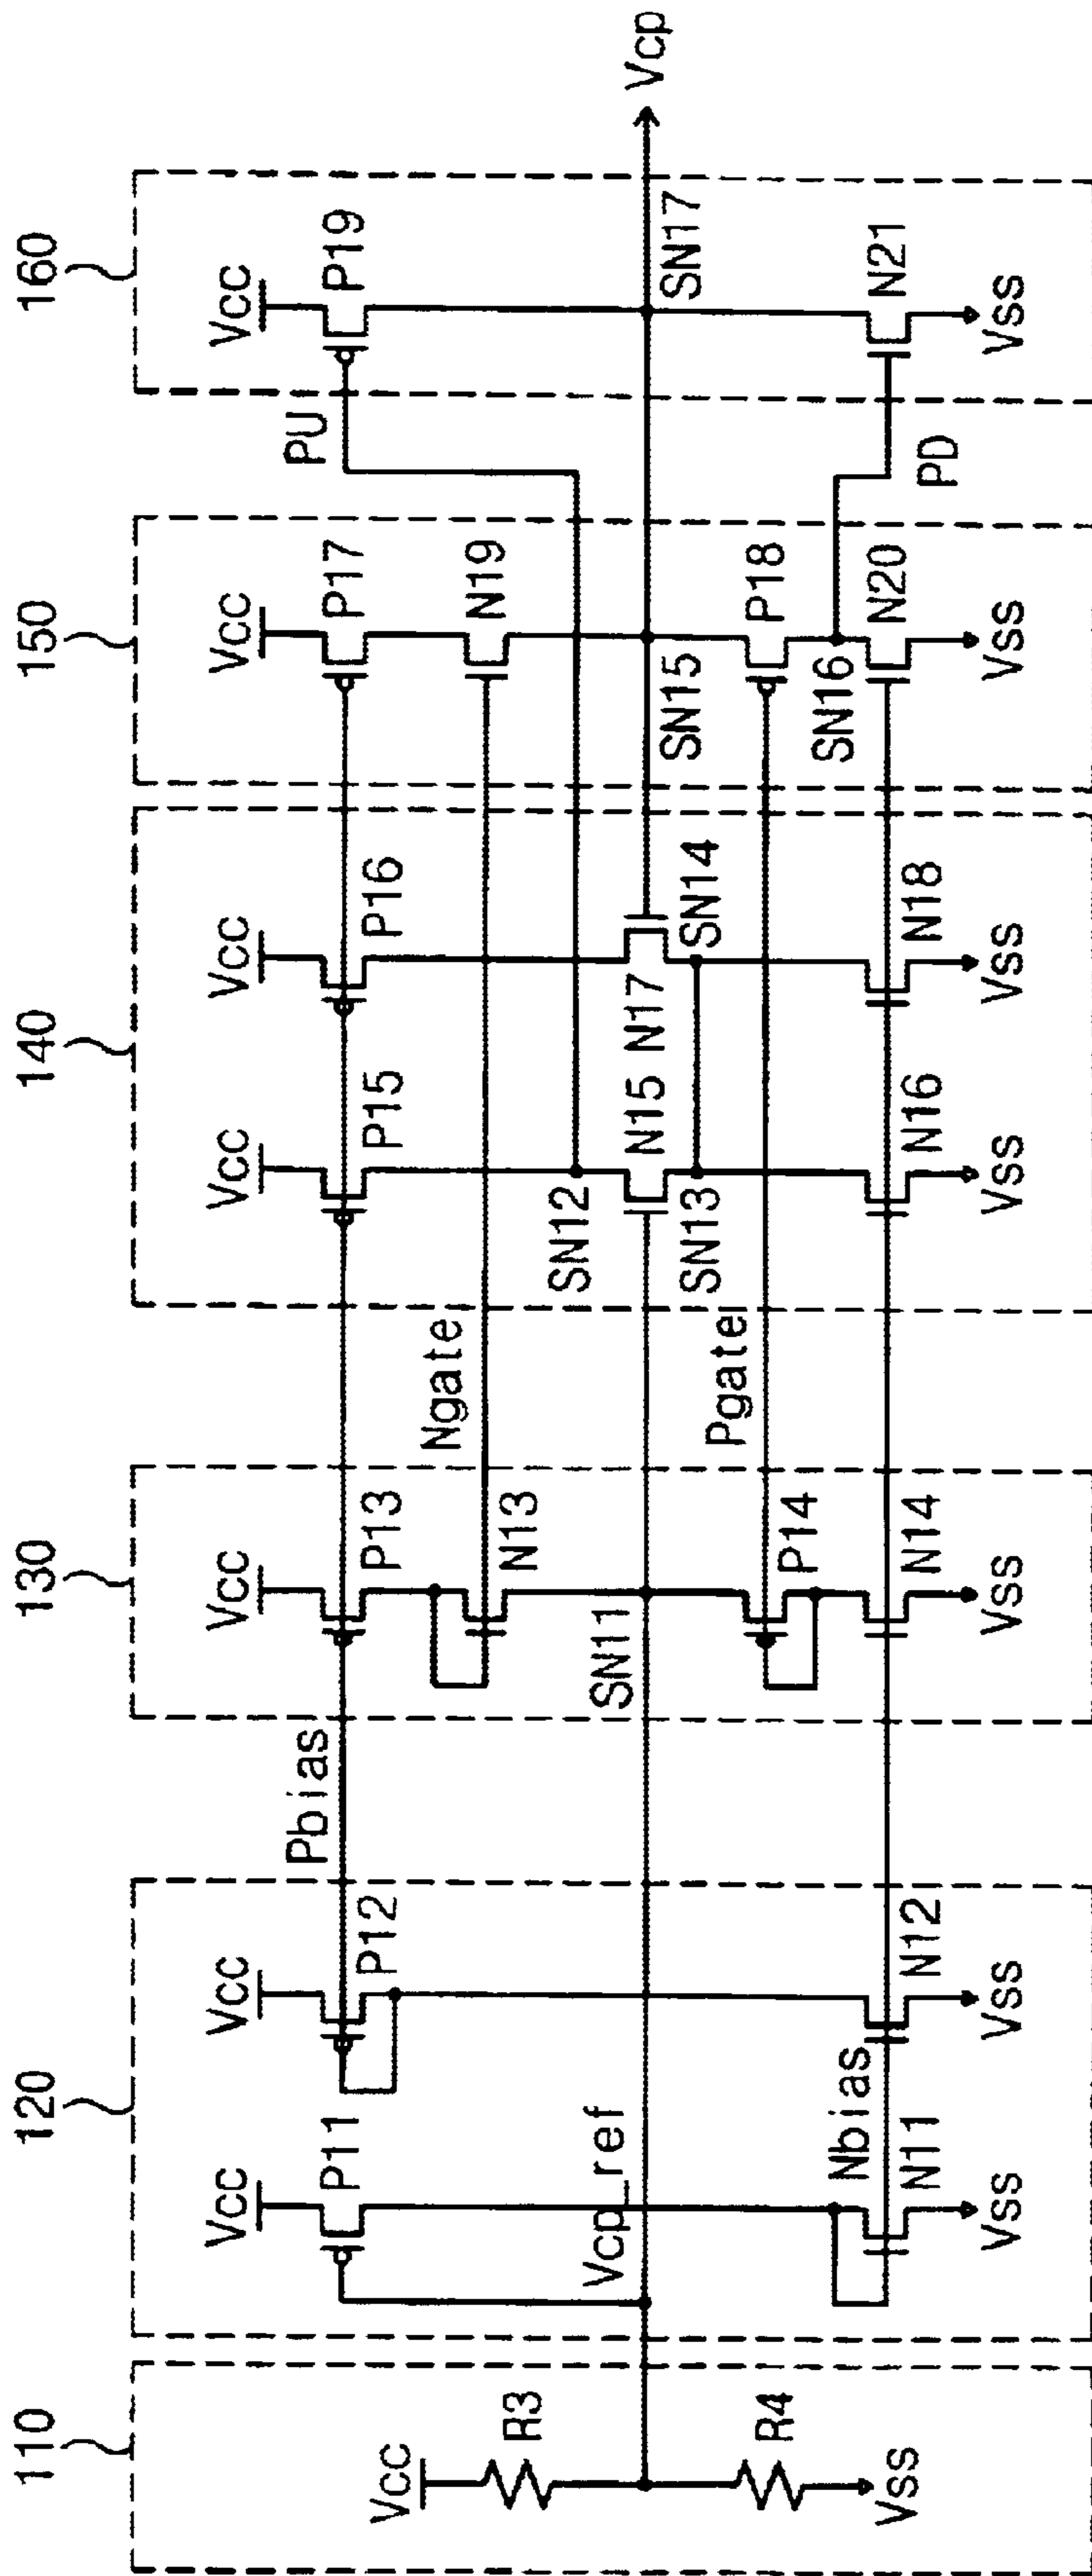 110
120
130
140
150
160
Vcc
R3
R4
Vss
Vcc
P11
Vcc
P12
Vcp_ref
Nbias
N11
Vss
N12
Vss
Pbias
Vcc
P13
N13
SN11
P14
N14
Vss
Ngate
Pgate
Vcc
P15
Vcc
P16
SN12
N15
N17
SN13
SN14
N16
Vss
N18
Vss
Vcc
P17
N19
SN15
P18
SN16
N20
Vss
PU
PD
Vcc
P19
SN17
N21
Vss
Vcp